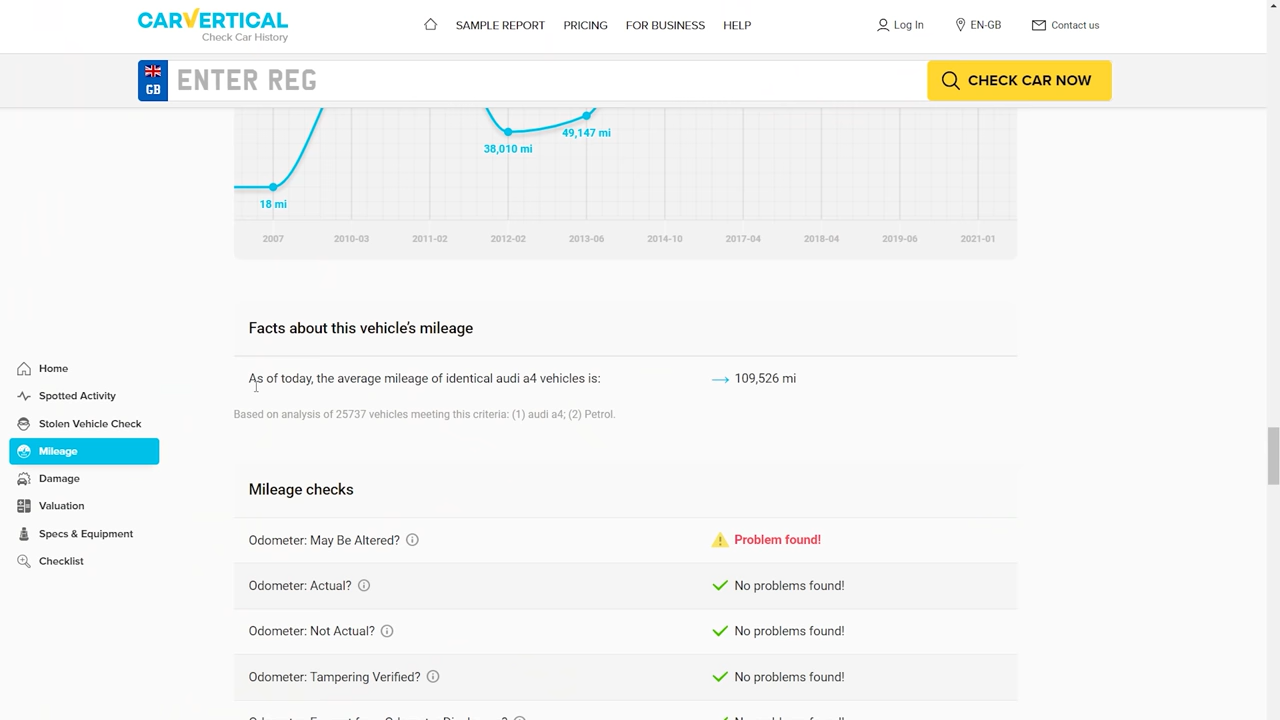 CARVERTICAL
Check Car History
SAMPLE REPORT PRICING FOR BUSINESS HELP
Log In EN-GB Contact us
GB ENTER REG CHECK CAR NOW
49,147 mi
38,010 mi
18 mi
2007 2010-03 2011-02 2012-02 2013-06 2014-10 2017-04 2018-04 2019-06 2021-01
Facts about this vehicle's mileage
As of today, the average mileage of identical audi a4 vehicles is: 109,526 mi
Based on analysis of 25737 vehicles meeting this criteria: (1) audi a4; (2) Petrol.
Home
Spotted Activity
Stolen Vehicle Check
Mileage
Damage
Valuation
Specs & Equipment
Checklist
Mileage checks
Odometer: May Be Altered? Problem found!
Odometer: Actual? No problems found!
Odometer: Not Actual? No problems found!
Odometer: Tampering Verified? No problems found!